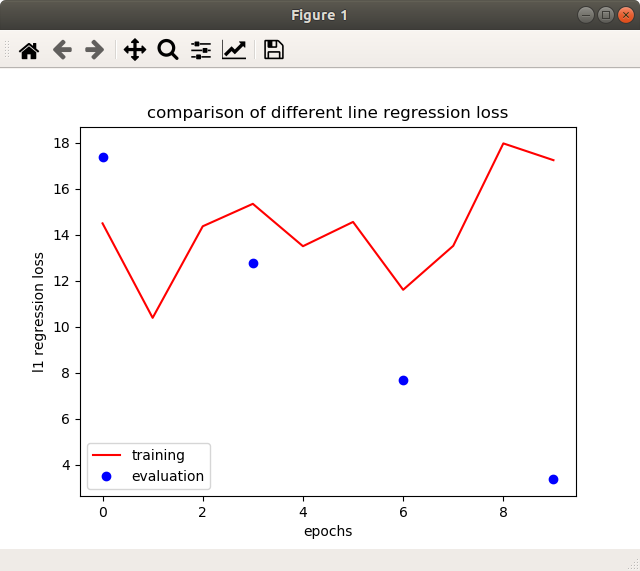 Figure 1
comparison of different line regression loss
18
16
14
12
10
8
6
4
l1 regression loss
training
evaluation
0 2 4 6 8
epochs